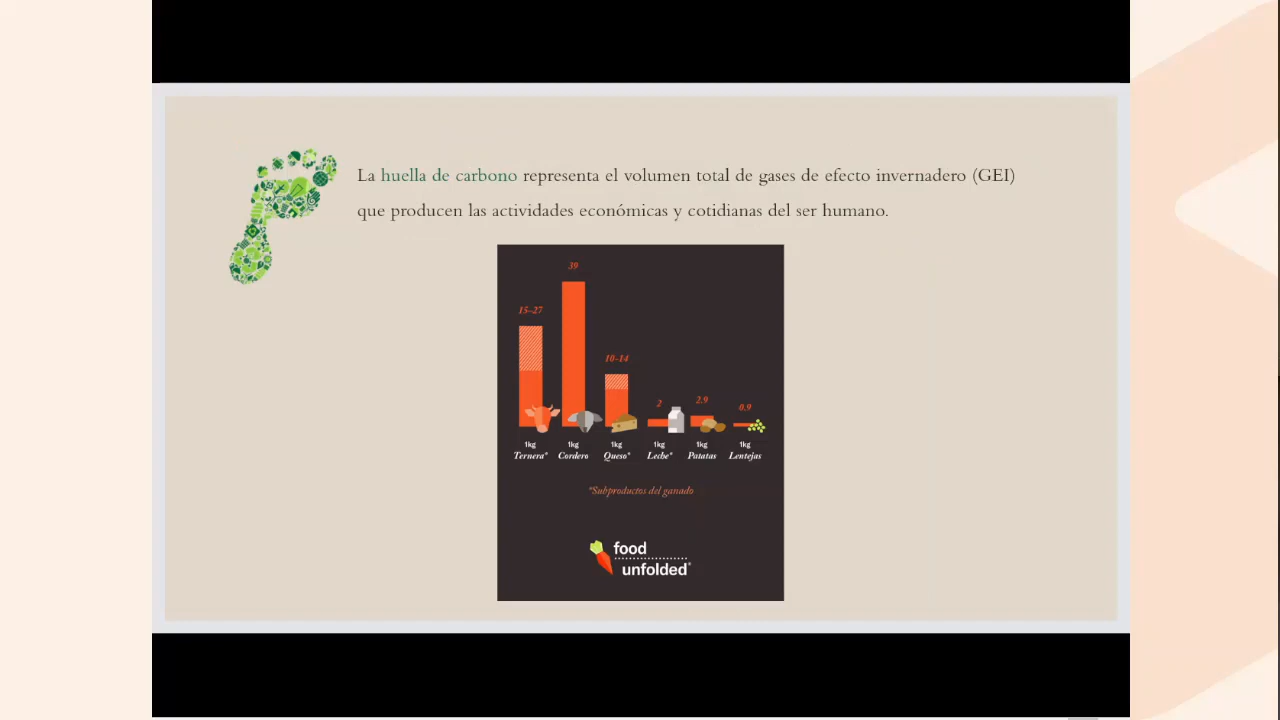 La huella de carbono representa el volumen total de gases de efecto invernadero (GEI)
que producen las actividades económicas y cotidianas del ser humano.
39
15-27
10-14
2
2.9
0.9
1kg 1kg 1kg 1kg 1kg 1kg
Ternera* Cordero Queso* Leche* Patatas Lentejas
*Subproductos del ganado
food
unfolded®